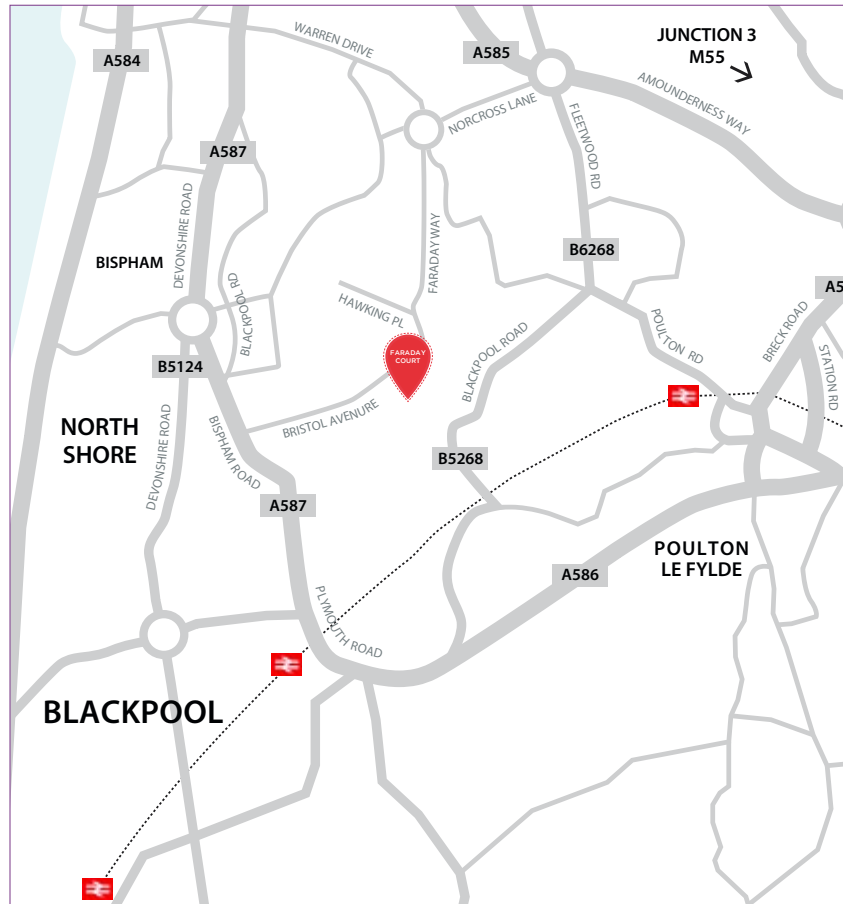 WARREN DRIVE
A584
A585
JUNCTION 3
M55
AMOUNDERNESS WAY
NORCROSS LANE
FLEETWOOD RD
A587
DEVONSHIRE ROAD
BISPHAM
BLACKPOOL RD
FARADAY WAY
B6268
HAWKING PL
A5
BRECK ROAD
STATION RD
POULTON RD
BLACKPOOL ROAD
FARADAY
COURT
B5124
NORTH
SHORE
DEVONSHIRE ROAD
BISPHAM ROAD
BRISTOL AVENURE
B5268
A587
POULTON
LE FYLDE
A586
PLYMOUTH ROAD
BLACKPOOL